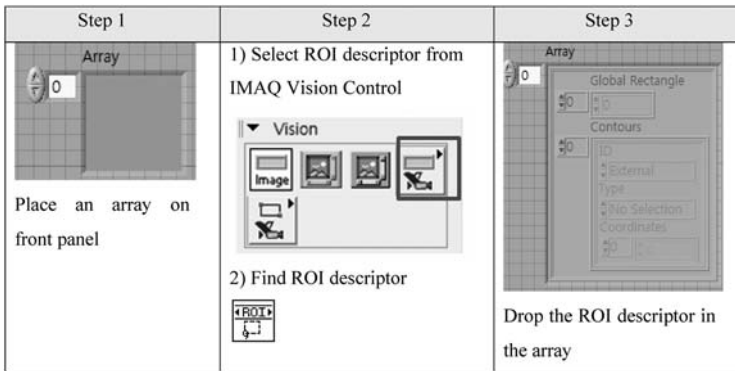 Step 1
Step 2
Step 3
Array
0
Place an array on
front panel
1) Select ROI descriptor from
IMAQ Vision Control
Vision
Image
2) Find ROI descriptor
ROI
Array
0
Global Rectangle
0
0
Contours
0
ID
External
Type
No Selection
Coordinates
0
Drop the ROI descriptor in
the array